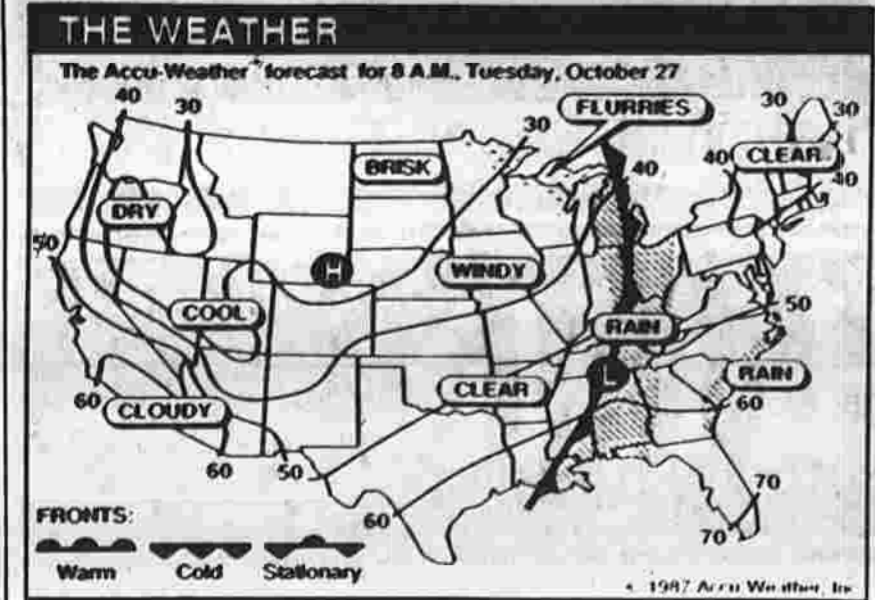 THE WEATHER
The Accu-Weather™ forecast for 8 A.M., Tuesday, October 27
40 30 FLURRIES 30 30
30 BRISK 40 40 CLEAR 40
DRY
50 H WINDY
COOL RAIN 50
L RAIN
60 CLOUDY CLEAR 60
60 50 70
60 70
FRONTS:
Warm Cold Stationary
© 1987 Accu-Weather, Inc